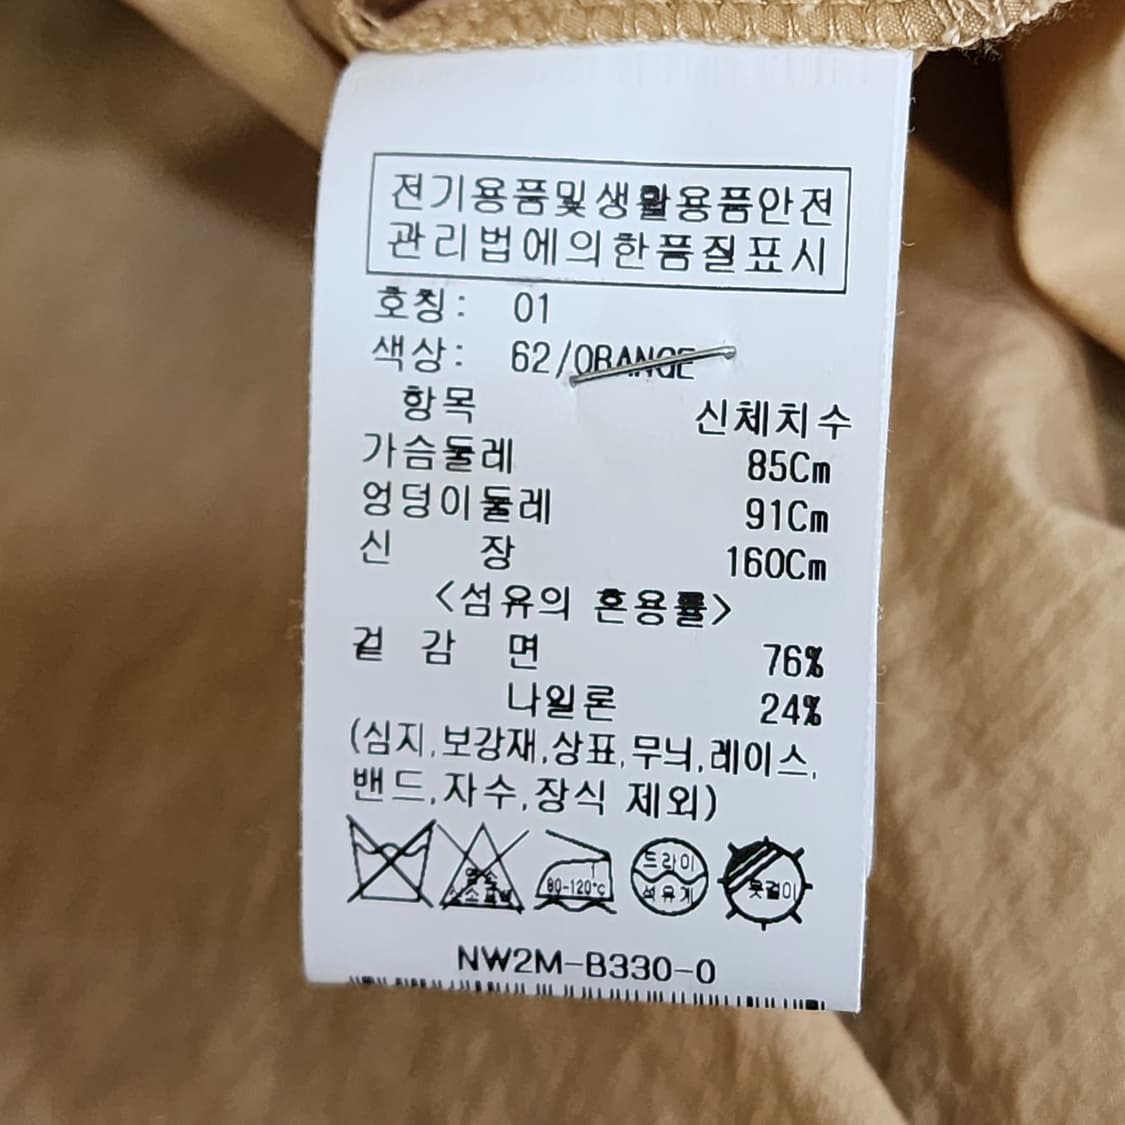 전기용품및생활용품안전
관리법에의한품질표시
호칭: 01
색상: 62/ORANGE
항목 신체치수
가슴둘레 85Cm
엉덩이둘레 91Cm
신 장 160Cm
<섬유의 혼용률>
겉 감 면 76%
나일론 24%
(심지,보강재,상표,무늬,레이스,
밴드,자수,장식 제외)
80-120°C
드라이
석유계
옷걸이
NW2M-B330-0